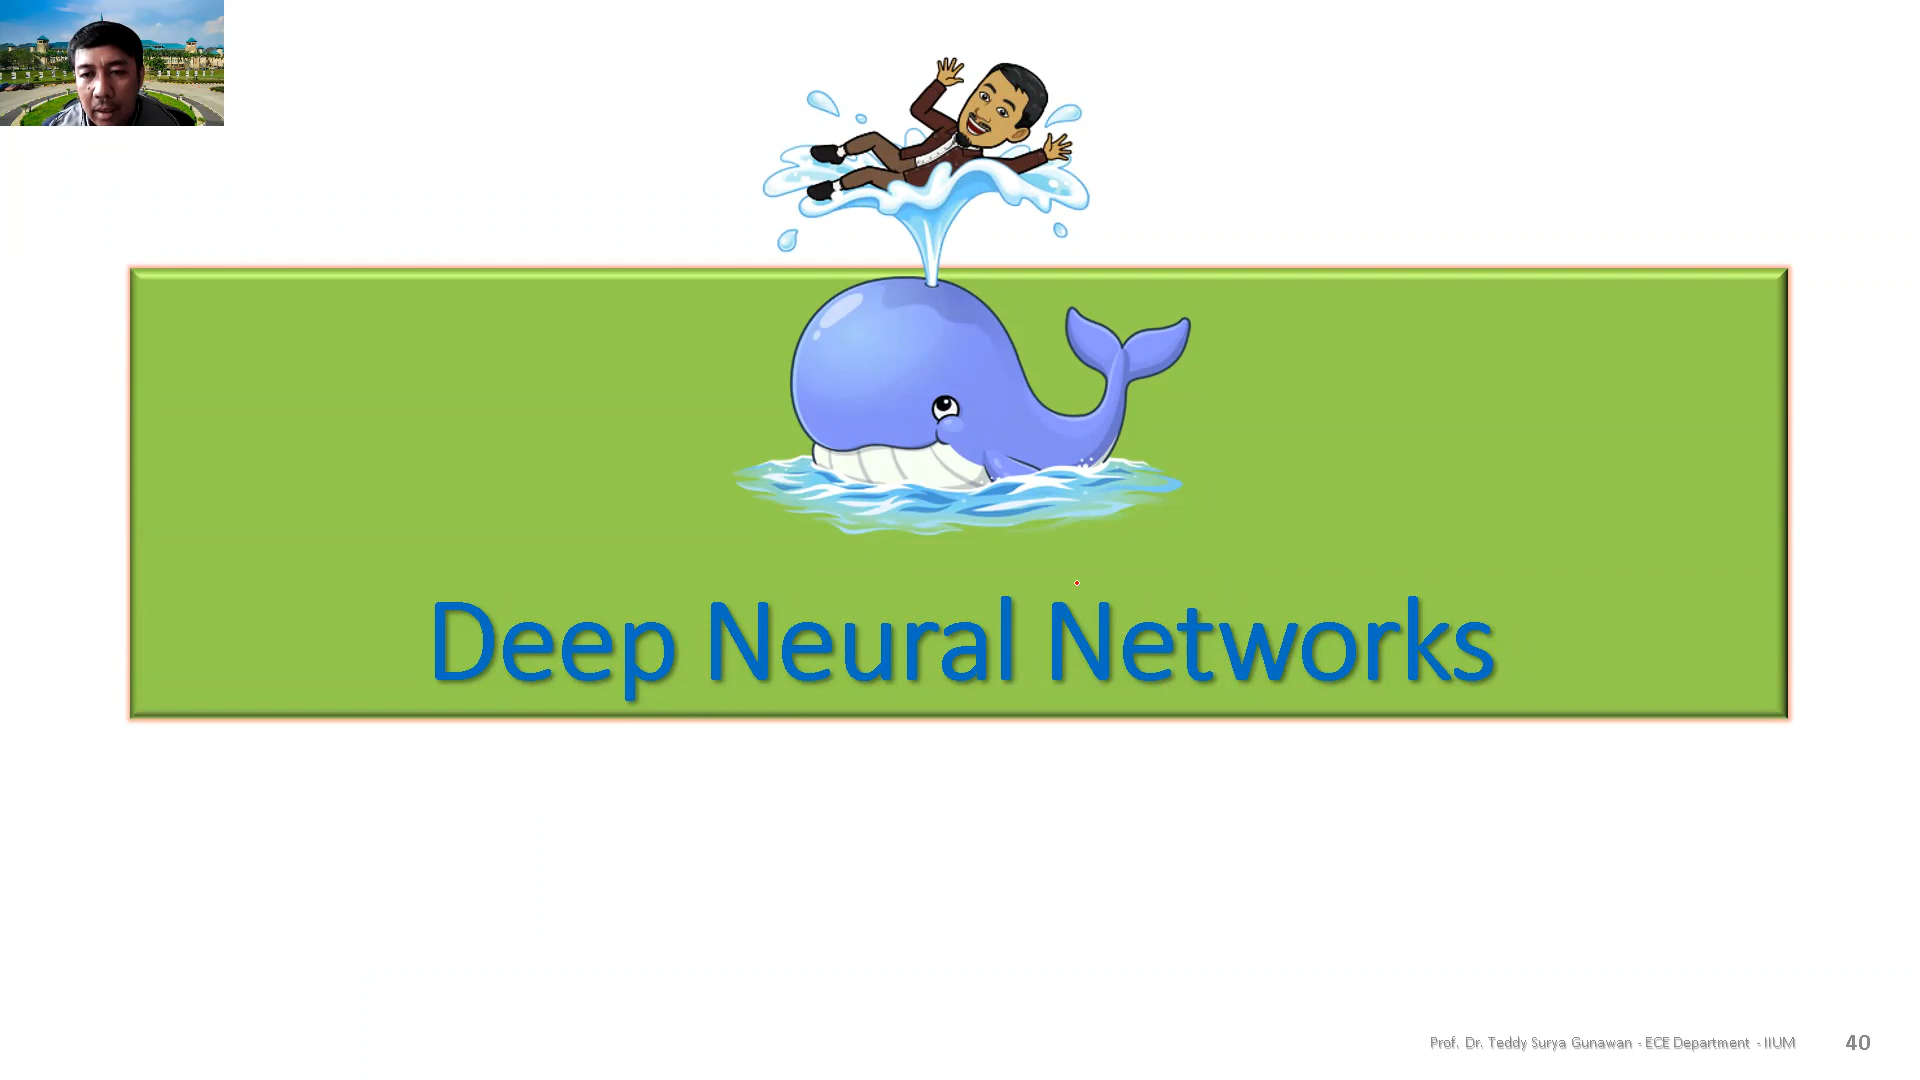 Deep Neural Networks
Prof. Dr. Teddy Surya Gunawan - ECE Department - IIUM
40